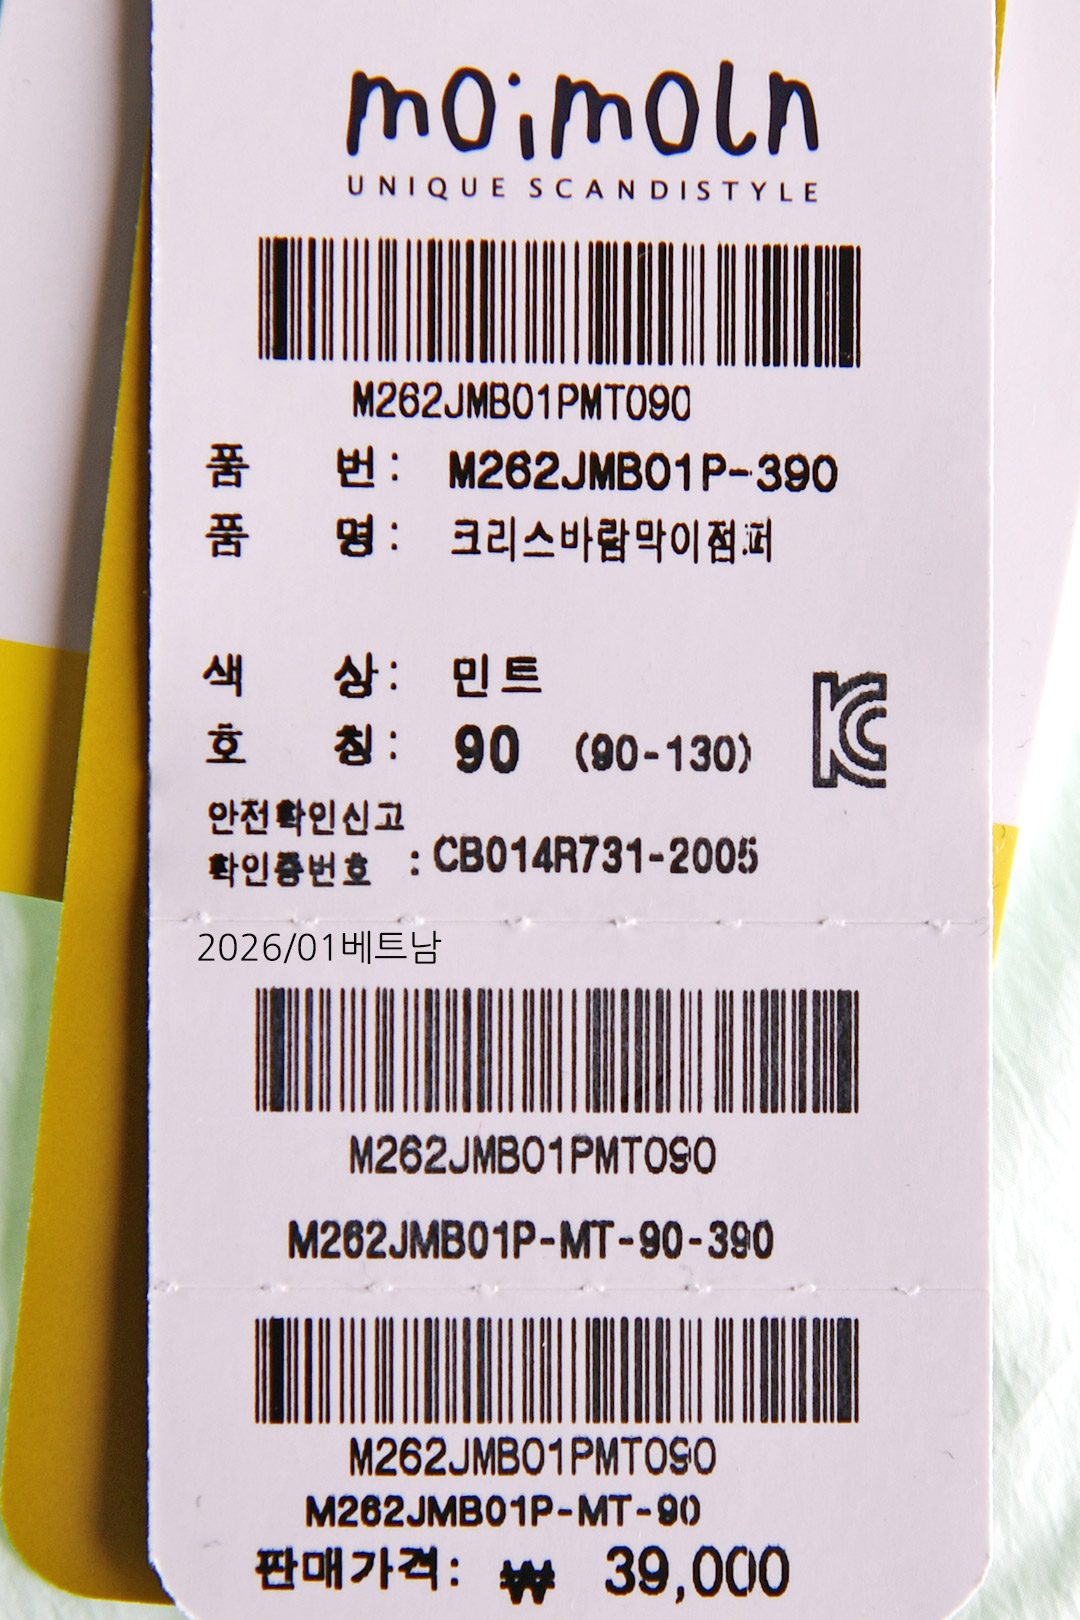 moimoln
UNIQUE SCANDISTYLE
M262JMB01PMT090
품 번 : M262JMB01P-390
품 명 : 크리스바람막이점퍼
색 상 : 민트
호 칭 : 90 (90-130)
안전확인신고
확인증번호 : CB014R731-2005
2026/01베트남
M262JMB01PMT090
M262JMB01P-MT-90-390
M262JMB01PMT090
M262JMB01P-MT-90
판매가격: ₩ 39,000